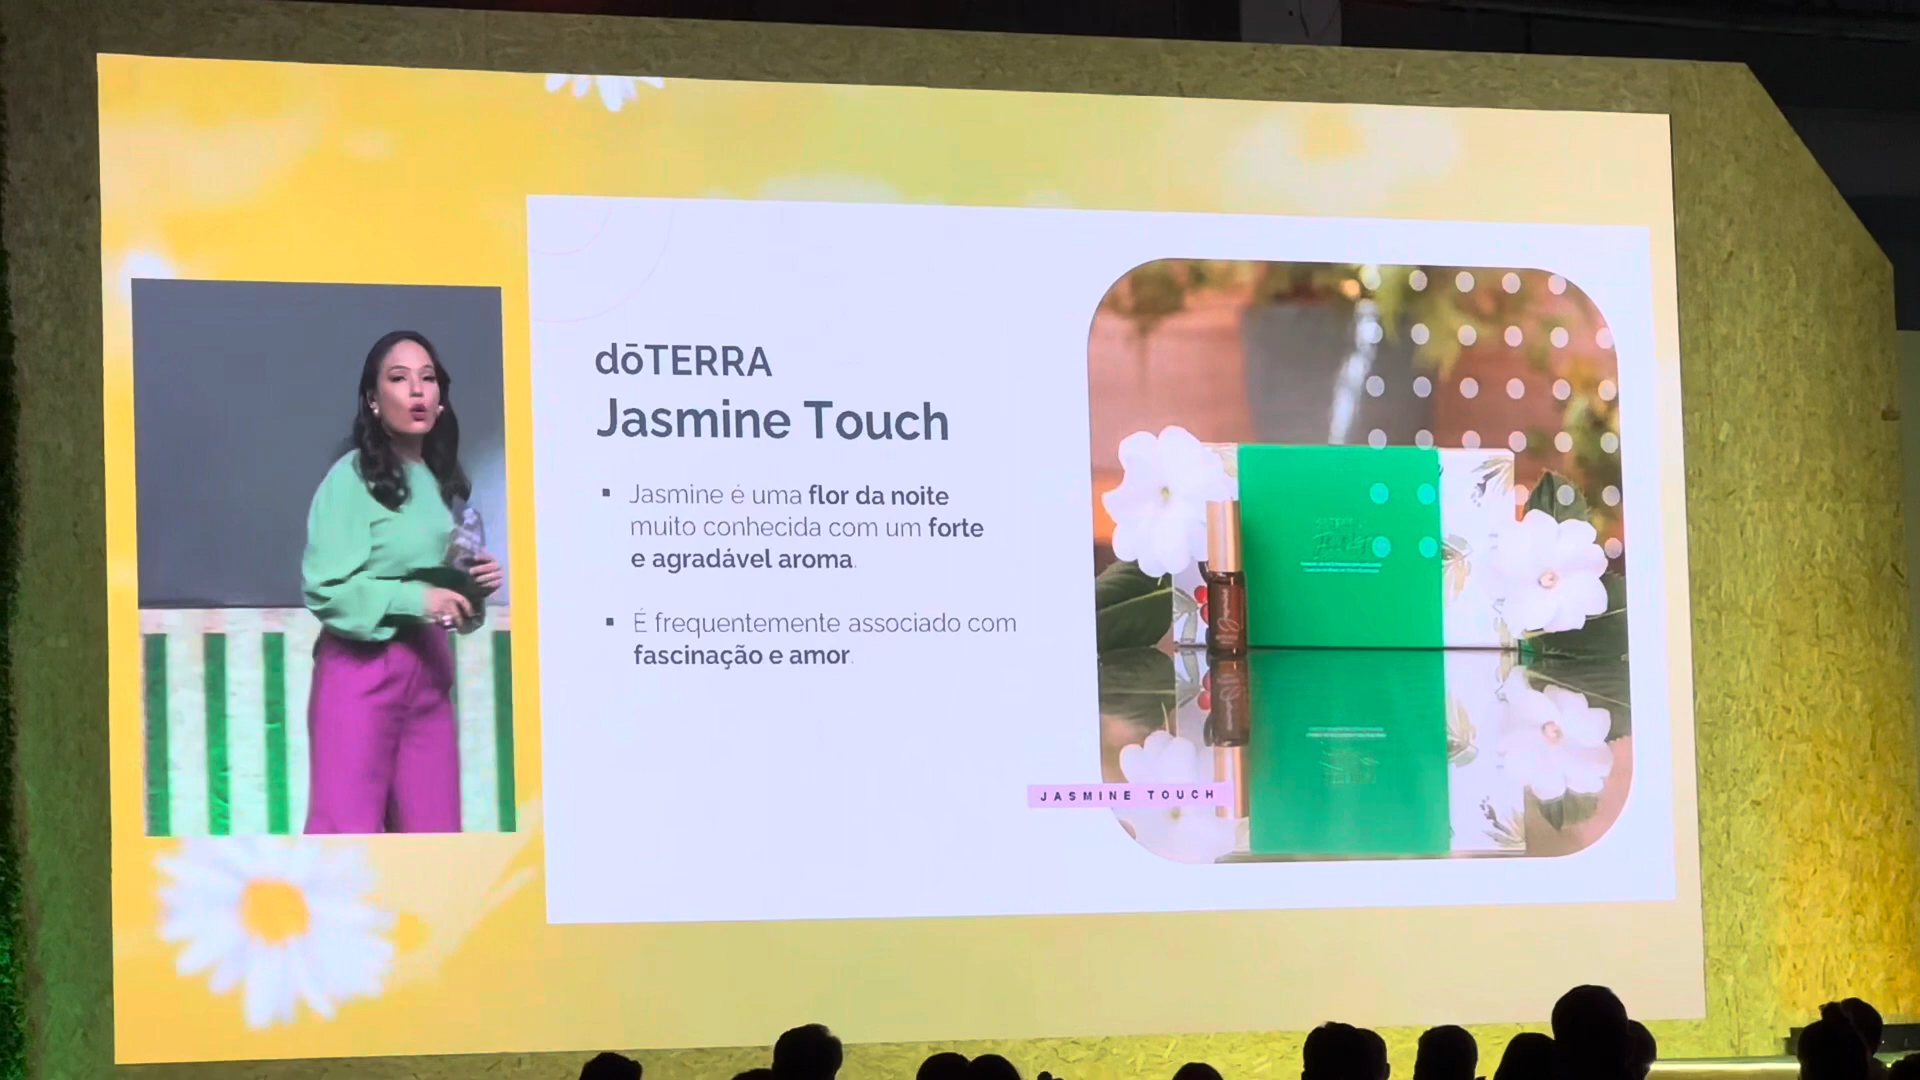 dōTERRA
Jasmine Touch
▪ Jasmine é uma flor da noite
muito conhecida com um forte
e agradável aroma.
▪ É frequentemente associado com
fascinação e amor.
JASMINE TOUCH